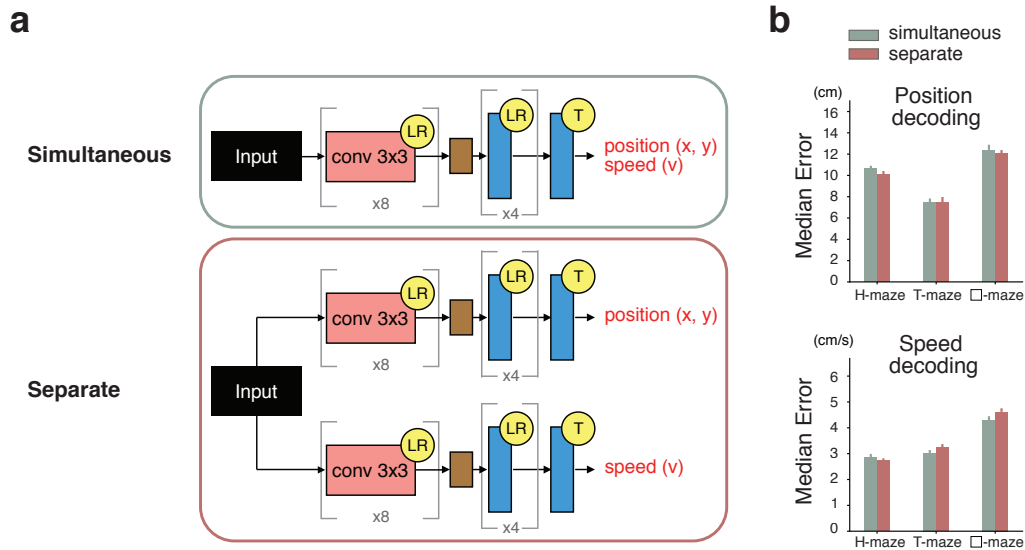 a
Simultaneous
Input
conv 3x3
LR
x8
LR
x4
T
position (x, y)
speed (v)
Separate
Input
conv 3x3
LR
x8
LR
x4
T
position (x, y)
conv 3x3
LR
x8
LR
x4
T
speed (v)
b
simultaneous
separate
(cm)
Position
decoding
Median Error
16
14
12
10
8
6
4
2
0
H-maze T-maze □-maze
(cm/s)
Speed
decoding
Median Error
6
5
4
3
2
1
0
H-maze T-maze □-maze